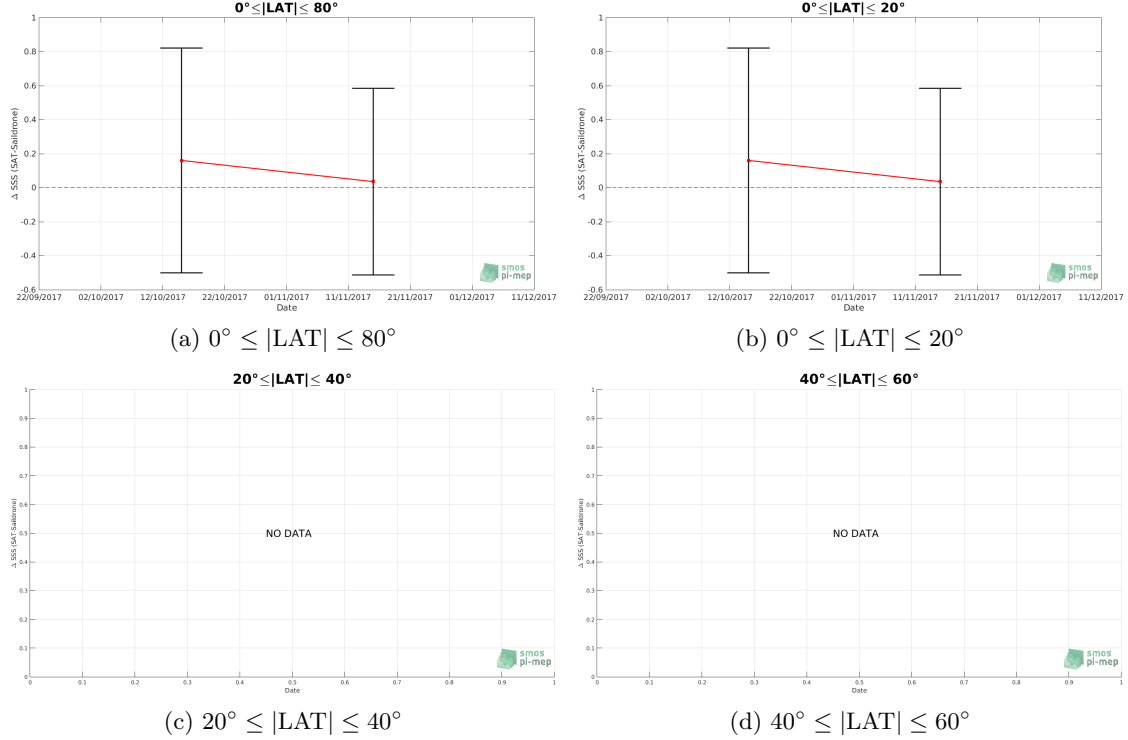 0°≤|LAT|≤ 80°
Δ SSS (SAT-Saildrone)
1
0.8
0.6
0.4
0.2
0
-0.2
-0.4
-0.6
22/09/2017 02/10/2017 12/10/2017 22/10/2017 01/11/2017 11/11/2017 21/11/2017 01/12/2017 11/12/2017
Date
smos
pi-mep
(a) 0° ≤ |LAT| ≤ 80°
0°≤|LAT|≤ 20°
Δ SSS (SAT-Saildrone)
1
0.8
0.6
0.4
0.2
0
-0.2
-0.4
-0.6
22/09/2017 02/10/2017 12/10/2017 22/10/2017 01/11/2017 11/11/2017 21/11/2017 01/12/2017 11/12/2017
Date
smos
pi-mep
(b) 0° ≤ |LAT| ≤ 20°
20°≤|LAT|≤ 40°
Δ SSS (SAT-Saildrone)
1
0.9
0.8
0.7
0.6
0.5
0.4
0.3
0.2
0.1
0
NO DATA
0 0.1 0.2 0.3 0.4 0.5 0.6 0.7 0.8 0.9 1
Date
smos
pi-mep
(c) 20° ≤ |LAT| ≤ 40°
40°≤|LAT|≤ 60°
Δ SSS (SAT-Saildrone)
1
0.9
0.8
0.7
0.6
0.5
0.4
0.3
0.2
0.1
0
NO DATA
0 0.1 0.2 0.3 0.4 0.5 0.6 0.7 0.8 0.9 1
Date
smos
pi-mep
(d) 40° ≤ |LAT| ≤ 60°